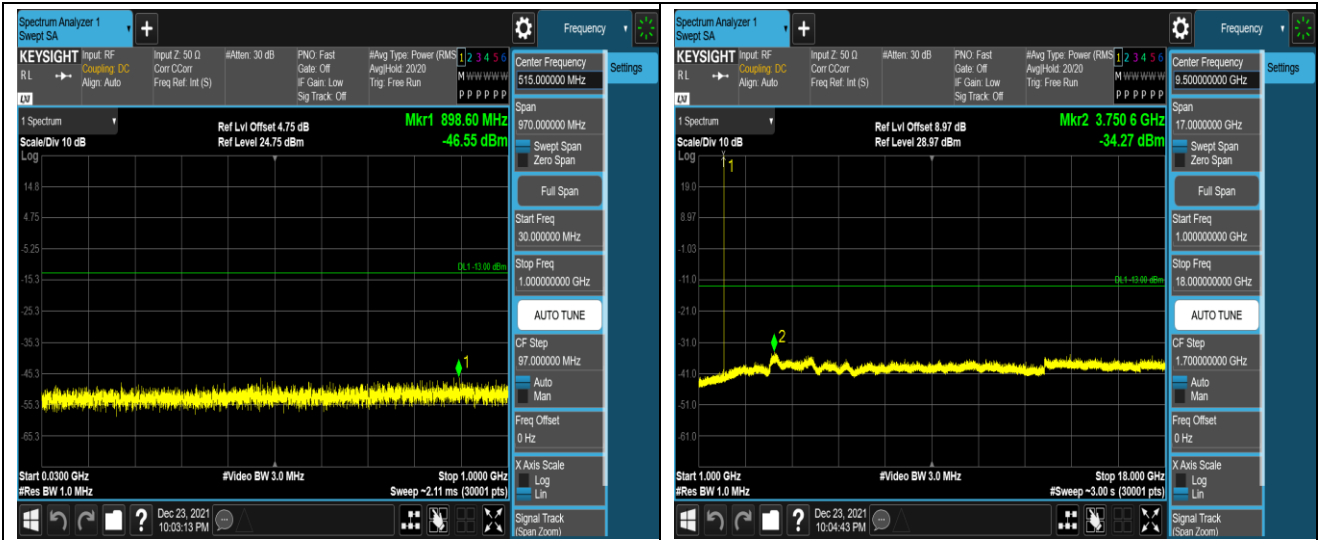 Spectrum Analyzer 1
Swept SA
+
Frequency
KEYSIGHT
Input: RF
Coupling: DC
Align: Auto
Input Z: 50 Ω
Corr CCorr
Freq Ref: Int (S)
#Atten: 30 dB
PNO: Fast
Gate: Off
IF Gain: Low
Sig Track: Off
#Avg Type: Power (RMS
Avg|Hold: 20/20
Trig: Free Run
1 2 3 4 5 6
M W W W W W
P P P P P P
RL
LXI
Center Frequency
515.000000 MHz
Settings
Span
970.000000 MHz
Swept Span
Zero Span
Full Span
Start Freq
30.000000 MHz
Stop Freq
1.000000000 GHz
AUTO TUNE
CF Step
97.000000 MHz
Auto
Man
Freq Offset
0 Hz
X Axis Scale
Log
Lin
Signal Track
(Span Zoom)
1 Spectrum
Scale/Div 10 dB
Log
Ref Lvl Offset 4.75 dB
Ref Level 24.75 dBm
Mkr1 898.60 MHz
-46.55 dBm
14.8
4.75
-5.25
DL1 -13.00 dBm
-15.3
-25.3
-35.3
1
-45.3
-55.3
-65.3
Start 0.0300 GHz
#Res BW 1.0 MHz
#Video BW 3.0 MHz
Stop 1.0000 GHz
Sweep ~2.11 ms (30001 pts)
?
Dec 23, 2021
10:03:13 PM
Spectrum Analyzer 1
Swept SA
+
Frequency
KEYSIGHT
Input: RF
Coupling: DC
Align: Auto
Input Z: 50 Ω
Corr CCorr
Freq Ref: Int (S)
#Atten: 30 dB
PNO: Fast
Gate: Off
IF Gain: Low
Sig Track: Off
#Avg Type: Power (RMS
Avg|Hold: 20/20
Trig: Free Run
1 2 3 4 5 6
M W W W W W
P P P P P P
RL
LXI
Center Frequency
9.500000000 GHz
Settings
Span
17.0000000 GHz
Swept Span
Zero Span
Full Span
Start Freq
1.000000000 GHz
Stop Freq
18.000000000 GHz
AUTO TUNE
CF Step
1.700000000 GHz
Auto
Man
Freq Offset
0 Hz
X Axis Scale
Log
Lin
Signal Track
(Span Zoom)
1 Spectrum
Scale/Div 10 dB
Log
Ref Lvl Offset 8.97 dB
Ref Level 28.97 dBm
Mkr2 3.750 6 GHz
-34.27 dBm
1
19.0
8.97
-1.03
-11.0
DL1 -13.00 dBm
-21.0
-31.0
2
-41.0
-51.0
-61.0
Start 1.000 GHz
#Res BW 1.0 MHz
#Video BW 3.0 MHz
Stop 18.000 GHz
#Sweep ~3.00 s (30001 pts)
?
Dec 23, 2021
10:04:43 PM